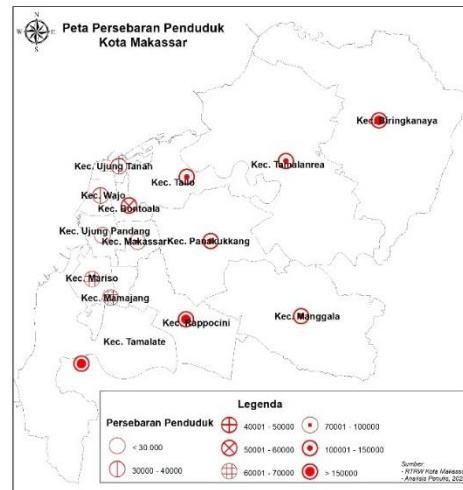 N
W E
S
Peta Persebaran Penduduk
Kota Makassar
Kec. Biringkanaya
Kec. Ujung Tanah
Kec. Tamalanrea
Kec. Tallo
Kec. Wajo
Kec. Bontoala
Kec. Ujung Pandang
Kec. Makassar
Kec. Panakukkang
Kec. Mariso
Kec. Mamajang
Kec. Rappocini
Kec. Manggala
Kec. Tamalate
Legenda
Persebaran Penduduk
< 30.000
30000 - 40000
40001 - 50000
50001 - 60000
60001 - 70000
70001 - 100000
100001 - 150000
> 150000
Sumber:
- RTRW Kota Makassar
- Analisis Penulis, 202